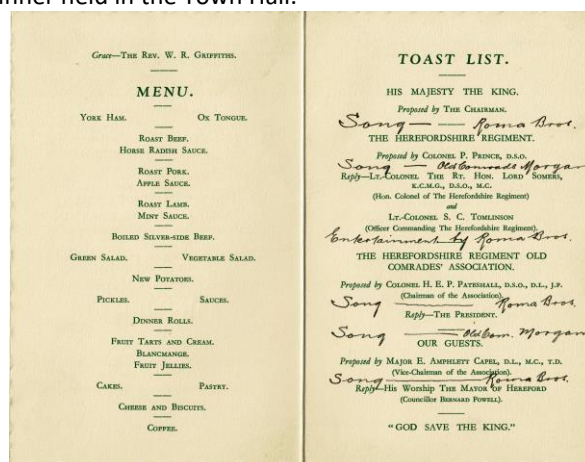 inner held in the Town Hall.
Grace—THE REV. W. R. GRIFFITHS.
MENU.
YORK HAM. OX TONGUE.
ROAST BEEF.
HORSE RADISH SAUCE.
ROAST PORK.
APPLE SAUCE.
ROAST LAMB.
MINT SAUCE.
BOILED SILVER-SIDE BEEF.
GREEN SALAD. VEGETABLE SALAD.
NEW POTATOES.
PICKLES. SAUCES.
DINNER ROLLS.
FRUIT TARTS AND CREAM.
BLANCMANGE.
FRUIT JELLIES.
CAKES. PASTRY.
CHEESE AND BISCUITS.
COFFEE.
TOAST LIST.
HIS MAJESTY THE KING.
Proposed by THE CHAIRMAN.
Song — Roma Bros.
THE HEREFORDSHIRE REGIMENT.
Proposed by COLONEL P. PRINCE, D.S.O.
Song — Old Comrade Morgan
Reply—LT.-COLONEL THE RT. HON. LORD SOMERS,
K.C.M.G., D.S.O., M.C.
(Hon. Colonel of The Herefordshire Regiment)
and
LT.-COLONEL S. C. TOMLINSON
(Officer Commanding The Herefordshire Regiment).
Entertainment by Roma Bros.
THE HEREFORDSHIRE REGIMENT OLD
COMRADES' ASSOCIATION.
Proposed by COLONEL H. E. P. PATESHALL, D.S.O., D.L., J.P.
(Chairman of the Association).
Song — Roma Bros.
Reply—THE PRESIDENT.
Song — Old Com. Morgan
OUR GUESTS.
Proposed by MAJOR E. AMPHLETT CAPEL, D.L., M.C., T.D.
(Vice-Chairman of the Association).
Song — Roma Bros.
Reply—HIS WORSHIP THE MAYOR OF HEREFORD
(Councillor BERNARD POWELL).
"GOD SAVE THE KING."